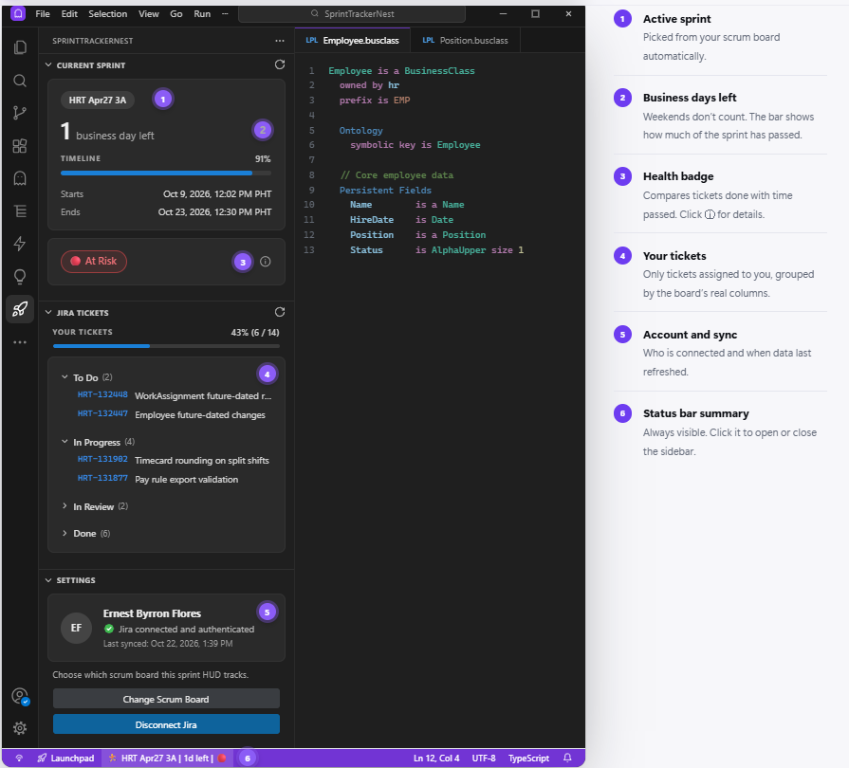 File Edit Selection View Go Run ··· SprintTrackerNest
SPRINTTRACKERNEST ···
CURRENT SPRINT
HRT Apr27 3A 1
1 business day left 2
TIMELINE 91%
Starts Oct 9, 2026, 12:02 PM PHT
Ends Oct 23, 2026, 12:30 PM PHT
At Risk 3
JIRA TICKETS
YOUR TICKETS 43% (6 / 14)
To Do (2) 4
HRT-132448 WorkAssignment future-dated r...
HRT-132447 Employee future-dated changes
In Progress (4)
HRT-131902 Timecard rounding on split shifts
HRT-131877 Pay rule export validation
In Review (2)
Done (6)
SETTINGS
EF
Ernest Byrron Flores 5
Jira connected and authenticated
Last synced: Oct 22, 2026, 1:39 PM
Choose which scrum board this sprint HUD tracks.
Change Scrum Board
Disconnect Jira
LPL Employee.busclass LPL Position.busclass
1 Employee is a BusinessClass
2 owned by hr
3 prefix is EMP
4
5 Ontology
6 symbolic key is Employee
7
8 // Core employee data
9 Persistent Fields
10 Name is a Name
11 HireDate is Date
12 Position is a Position
13 Status is AlphaUpper size 1
Launchpad HRT Apr27 3A | 1d left | 6 Ln 12, Col 4 UTF-8 TypeScript
1 Active sprint
Picked from your scrum board
automatically.
2 Business days left
Weekends don't count. The bar shows
how much of the sprint has passed.
3 Health badge
Compares tickets done with time
passed. Click ⓘ for details.
4 Your tickets
Only tickets assigned to you, grouped
by the board's real columns.
5 Account and sync
Who is connected and when data last
refreshed.
6 Status bar summary
Always visible. Click it to open or close
the sidebar.